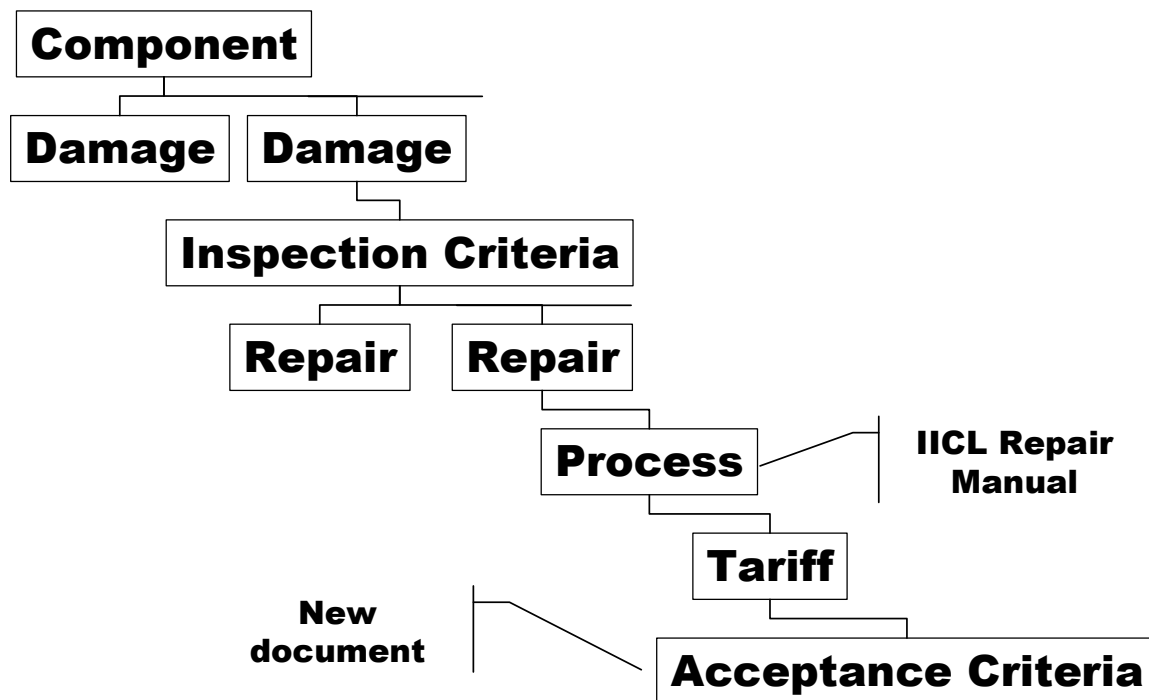 Component
Damage
Damage
Inspection Criteria
Repair
Repair
Process
IICL Repair
Manual
Tariff
New
document
Acceptance Criteria